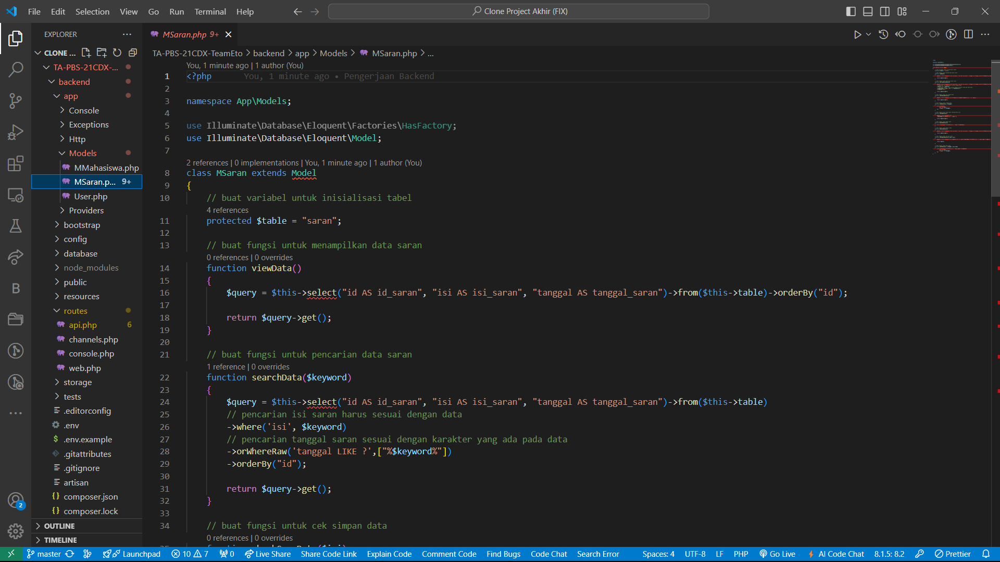 File Edit Selection View Go Run Terminal Help
Clone Project Akhir (FIX)
EXPLORER
CLONE ...
TA-PBS-21CDX-...
backend
app
Console
Exceptions
Http
Models
MMahasiswa.php
MSaran.p... 9+
User.php
Providers
bootstrap
config
database
node_modules
public
resources
routes
api.php 6
channels.php
console.php
web.php
storage
tests
.editorconfig
.env
.env.example
.gitattributes
.gitignore
artisan
composer.json
composer.lock
OUTLINE
TIMELINE
B
2
MSaran.php 9+
TA-PBS-21CDX-TeamEto > backend > app > Models > MSaran.php > ...
You, 1 minute ago | 1 author (You)
1 <?php You, 1 minute ago • Pengerjaan Backend
2
3 namespace App\Models;
4
5 use Illuminate\Database\Eloquent\Factories\HasFactory;
6 use Illuminate\Database\Eloquent\Model;
7
2 references | 0 implementations | You, 1 minute ago | 1 author (You)
8 class MSaran extends Model
9 {
10 // buat variabel untuk inisialisasi tabel
4 references
11 protected $table = "saran";
12
13 // buat fungsi untuk menampilkan data saran
0 references | 0 overrides
14 function viewData()
15 {
16 $query = $this->select("id AS id_saran", "isi AS isi_saran", "tanggal AS tanggal_saran")->from($this->table)->orderBy("id");
17
18 return $query->get();
19 }
20
21 // buat fungsi untuk pencarian data saran
1 reference | 0 overrides
22 function searchData($keyword)
23 {
24 $query = $this->select("id AS id_saran", "isi AS isi_saran", "tanggal AS tanggal_saran")->from($this->table)
25 // pencarian isi saran harus sesuai dengan data
26 ->where('isi', $keyword)
27 // pencarian tanggal saran sesuai dengan karakter yang ada pada data
28 ->orWhereRaw('tanggal LIKE ?',["%$keyword%"])
29 ->orderBy("id");
30
31 return $query->get();
32 }
33
34 // buat fungsi untuk cek simpan data
0 references | 0 overrides
master Launchpad 10 7 0 Live Share Share Code Link Explain Code Comment Code Find Bugs Code Chat Search Error Spaces: 4 UTF-8 LF PHP Go Live AI Code Chat 8.1.5: 8.2 Prettier